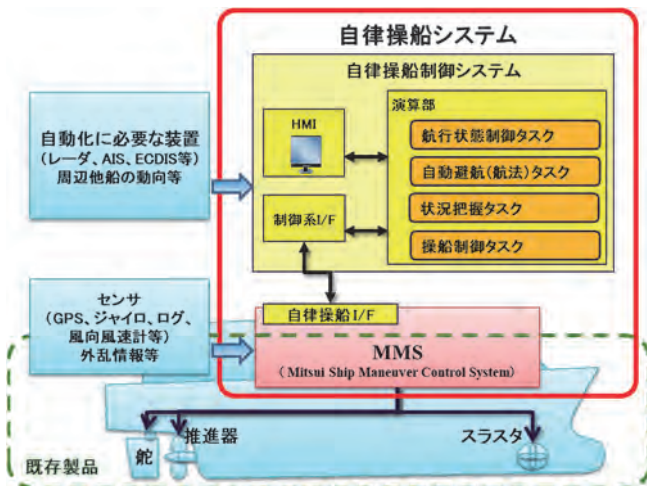 自律操船システム
自律操船制御システム
自動化に必要な装置
(レーダ、AIS、ECDIS等)
周辺他船の動向等
HMI
制御系I/F
演算部
航行状態制御タスク
自動避航(航法)タスク
状況把握タスク
操船制御タスク
センサ
(GPS、ジャイロ、ログ、
風向風速計等)
外乱情報等
自律操船I/F
MMS
( Mitsui Ship Maneuver Control System)
舵
推進器
スラスタ
既存製品